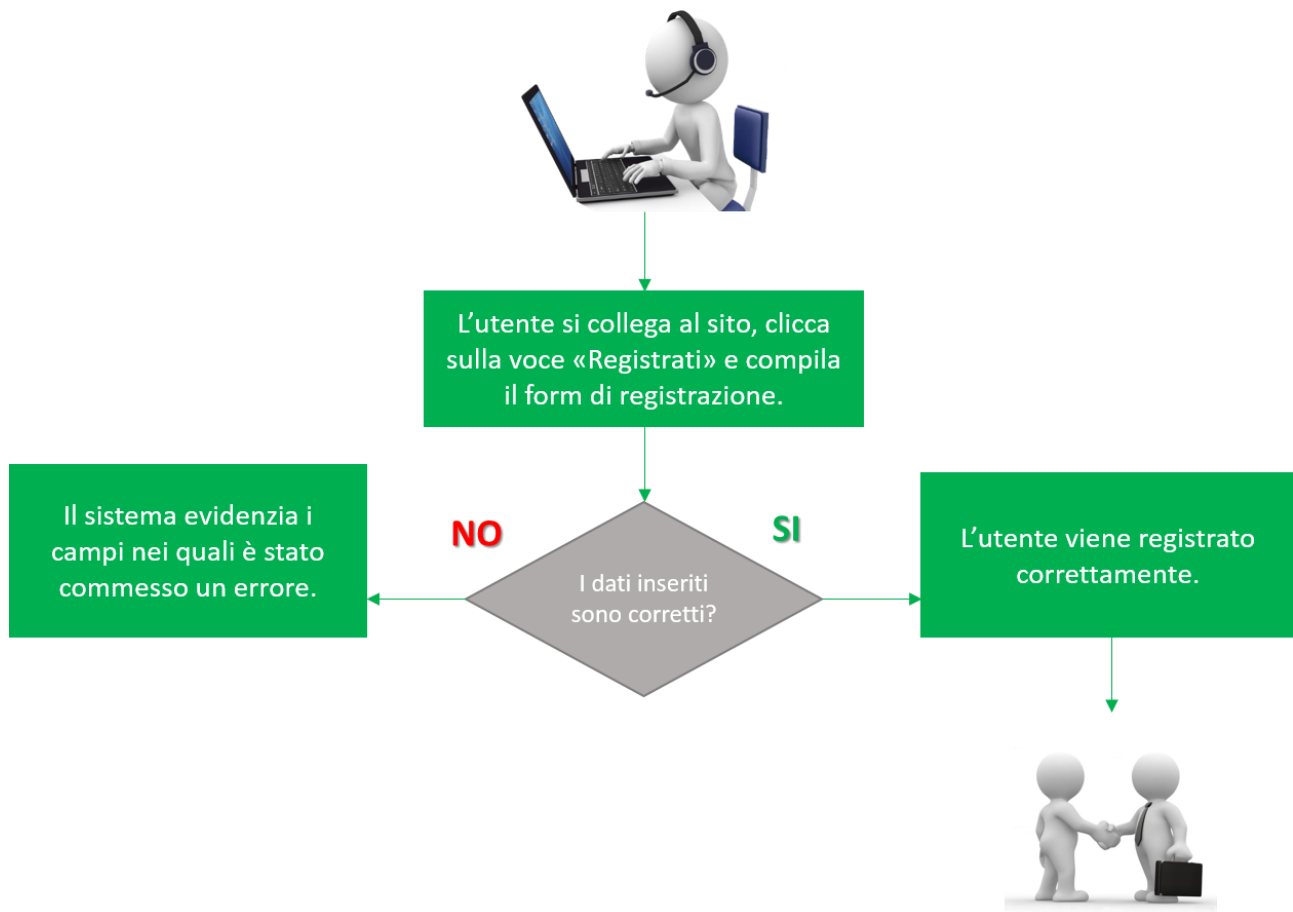 L’utente si collega al sito, clicca
sulla voce «Registrati» e compila
il form di registrazione.
Il sistema evidenzia i
campi nei quali è stato
commesso un errore.
NO
I dati inseriti
sono corretti?
SI
L’utente viene registrato
correttamente.